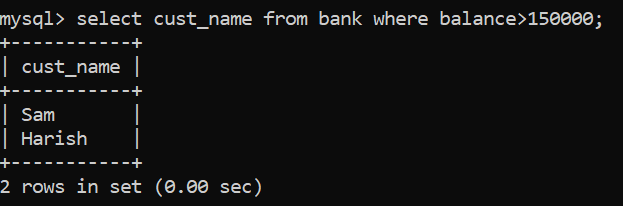 mysql> select cust_name from bank where balance>150000;
+-----------+
| cust_name |
+-----------+
| Sam       |
| Harish    |
+-----------+
2 rows in set (0.00 sec)